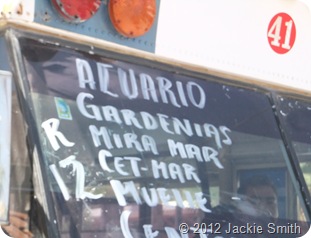 41
ACUARIO
GARDENIAS
R MIRA MAR
12 CET-MAR
MUELLE
© 2012 Jackie Smith